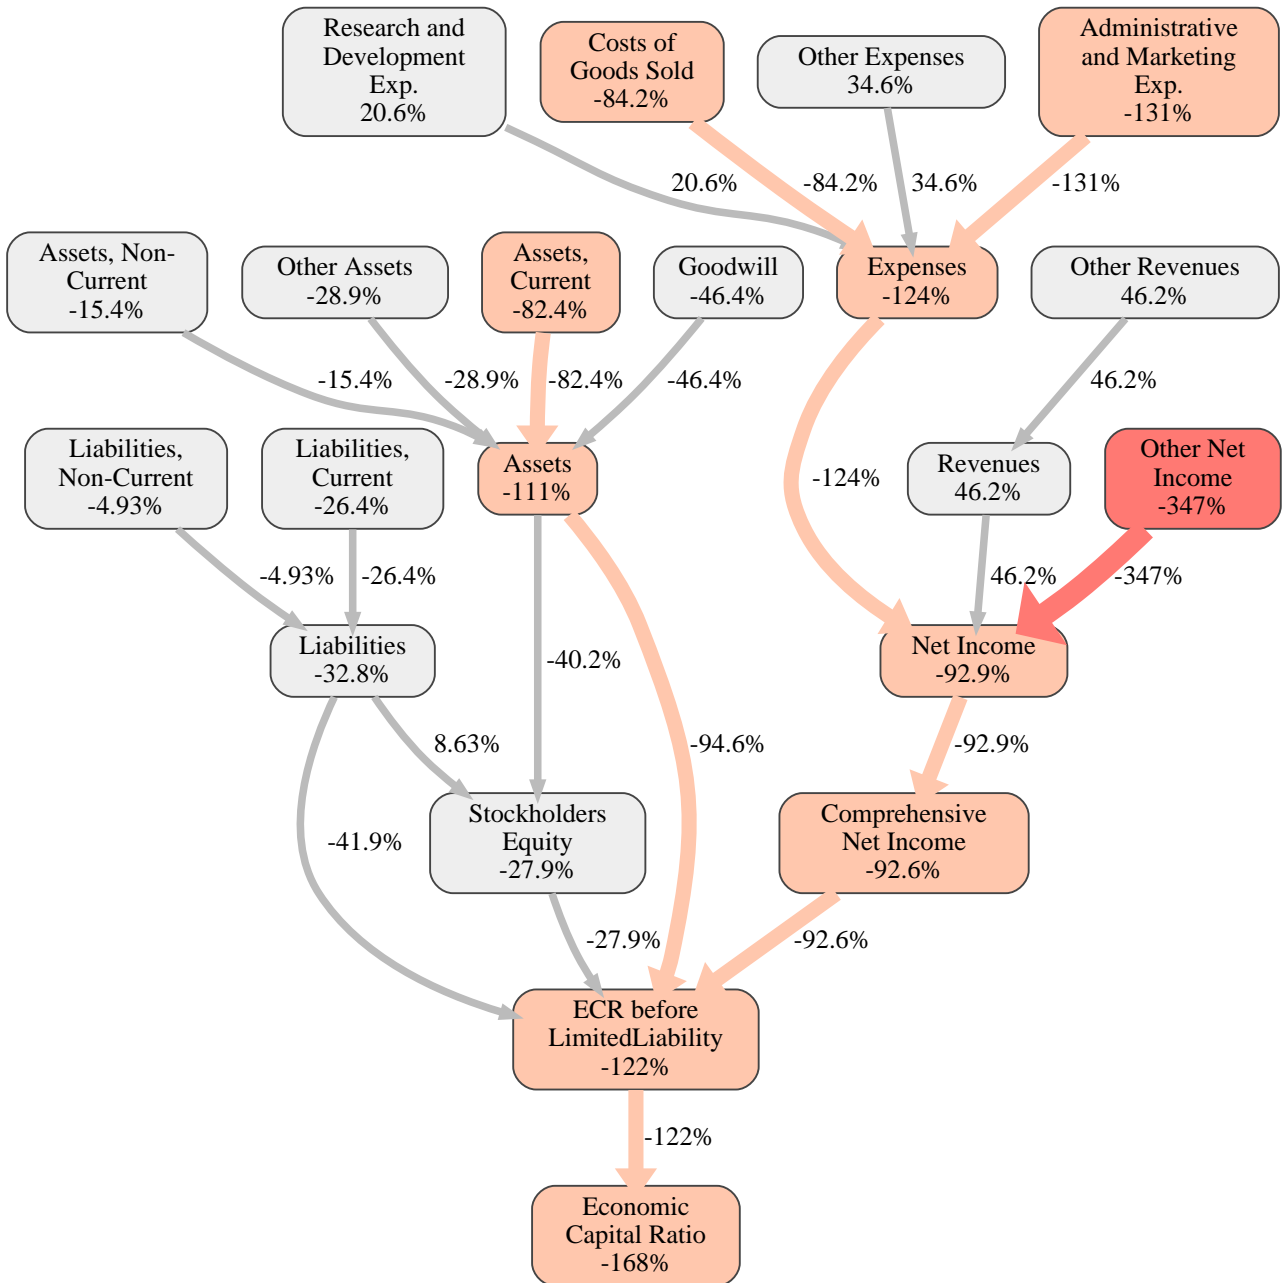 Research and
Development
Exp.
20.6%
Costs of
Goods Sold
-84.2%
Other Expenses
34.6%
Administrative
and Marketing
Exp.
-131%
20.6%
-84.2%
34.6%
-131%
Assets, Non-
Current
-15.4%
Other Assets
-28.9%
Assets,
Current
-82.4%
Goodwill
-46.4%
Expenses
-124%
Other Revenues
46.2%
-15.4%
-28.9%
-82.4%
-46.4%
46.2%
Liabilities,
Non-Current
-4.93%
Liabilities,
Current
-26.4%
Assets
-111%
-124%
Revenues
46.2%
Other Net
Income
-347%
-4.93%
-26.4%
46.2%
-347%
Liabilities
-32.8%
-40.2%
Net Income
-92.9%
8.63%
-94.6%
-92.9%
-41.9%
Stockholders
Equity
-27.9%
Comprehensive
Net Income
-92.6%
-27.9%
-92.6%
ECR before
LimitedLiability
-122%
-122%
Economic
Capital Ratio
-168%